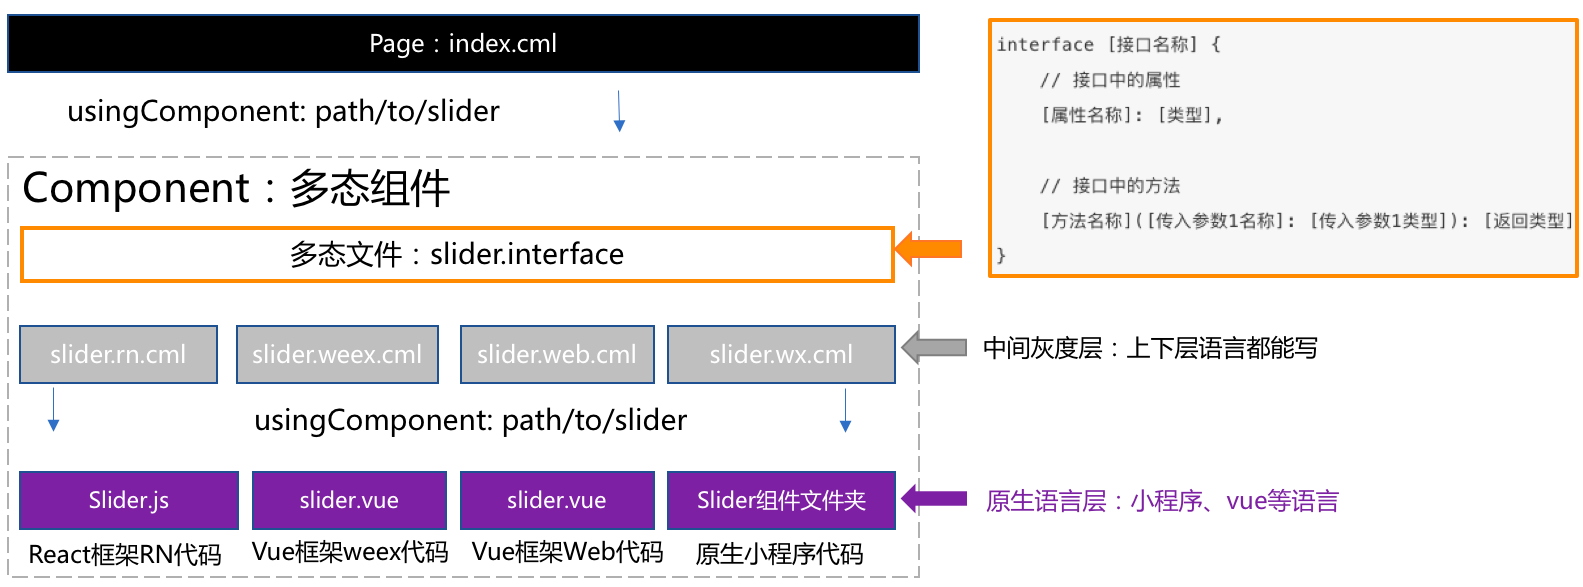 Page：index.cml
usingComponent: path/to/slider
Component：多态组件
多态文件：slider.interface
slider.rn.cml
slider.weex.cml
slider.web.cml
slider.wx.cml
usingComponent: path/to/slider
Slider.js
slider.vue
slider.vue
Slider组件文件夹
React框架RN代码
Vue框架weex代码
Vue框架Web代码
原生小程序代码
interface [接口名称] {
// 接口中的属性
[属性名称]: [类型],
// 接口中的方法
[方法名称]([传入参数1名称]: [传入参数1类型]): [返回类型]
}
中间灰度层：上下层语言都能写
原生语言层：小程序、vue等语言